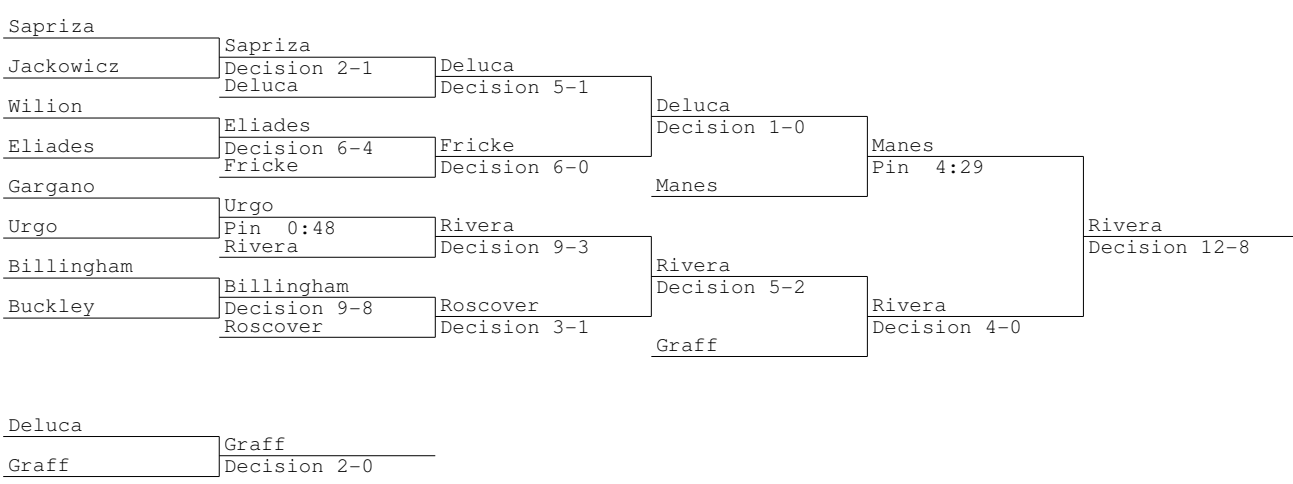 Sapriza
Sapriza
Jackowicz
Decision 2-1
Deluca
Deluca
Decision 5-1
Wilion
Deluca
Eliades
Decision 1-0
Eliades
Decision 6-4
Fricke
Manes
Fricke
Decision 6-0
Pin 4:29
Gargano
Manes
Urgo
Urgo
Pin 0:48
Rivera
Rivera
Rivera
Decision 9-3
Decision 12-8
Billingham
Rivera
Billingham
Decision 5-2
Buckley
Decision 9-8
Roscover
Rivera
Roscover
Decision 3-1
Decision 4-0
Graff
Deluca
Graff
Graff
Decision 2-0